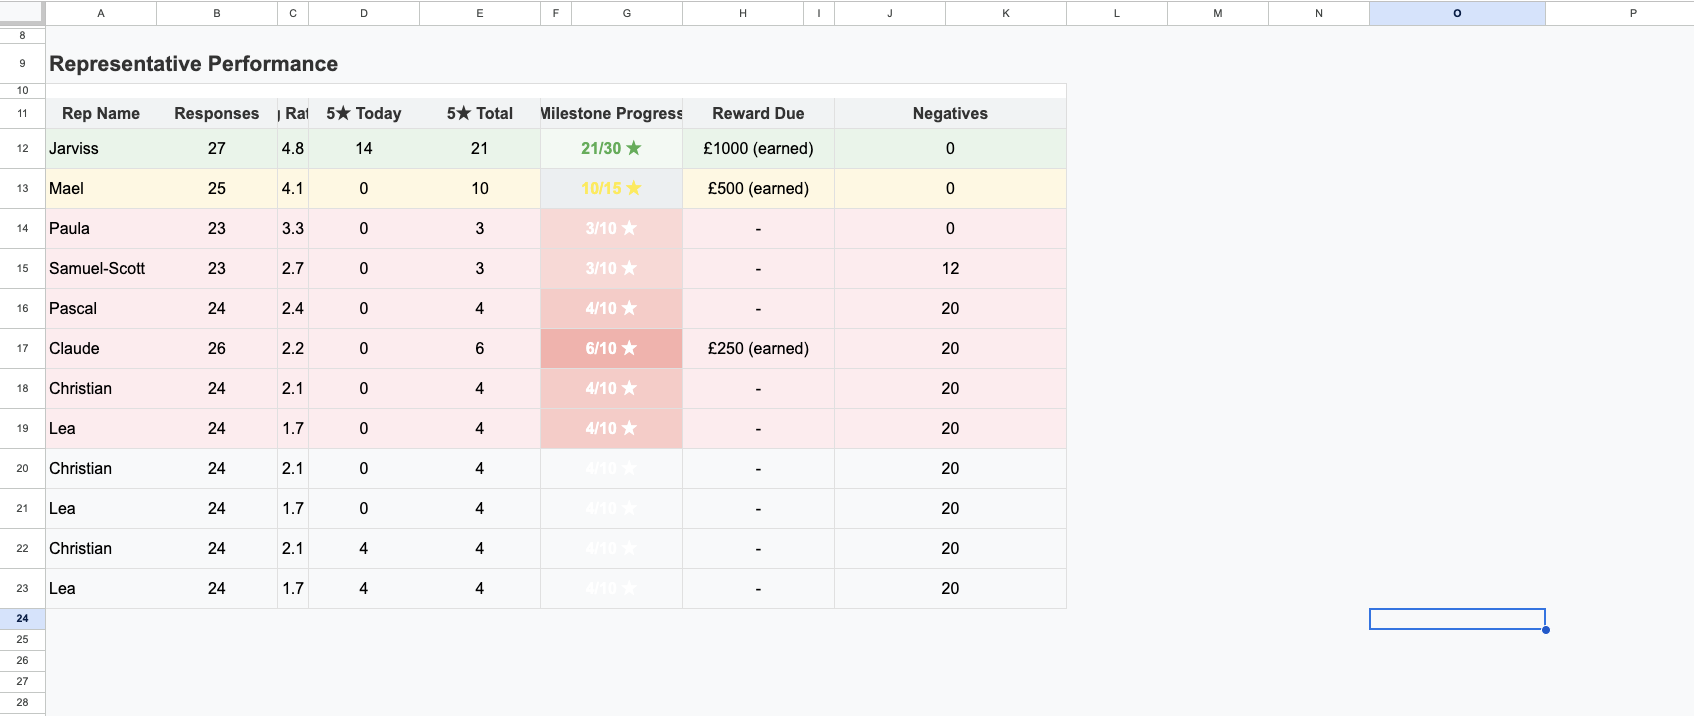 A B C D E F G H I J K L M N O P
8
9 Representative Performance
10
11 Rep Name Responses g Rat 5★ Today 5★ Total Milestone Progress Reward Due Negatives
12 Jarviss 27 4.8 14 21 21/30 ★ £1000 (earned) 0
13 Mael 25 4.1 0 10 10/15 ★ £500 (earned) 0
14 Paula 23 3.3 0 3 3/10 ★ - 0
15 Samuel-Scott 23 2.7 0 3 3/10 ★ - 12
16 Pascal 24 2.4 0 4 4/10 ★ - 20
17 Claude 26 2.2 0 6 6/10 ★ £250 (earned) 20
18 Christian 24 2.1 0 4 4/10 ★ - 20
19 Lea 24 1.7 0 4 4/10 ★ - 20
20 Christian 24 2.1 0 4 4/10 ★ - 20
21 Lea 24 1.7 0 4 4/10 ★ - 20
22 Christian 24 2.1 4 4 4/10 ★ - 20
23 Lea 24 1.7 4 4 4/10 ★ - 20
24
25
26
27
28